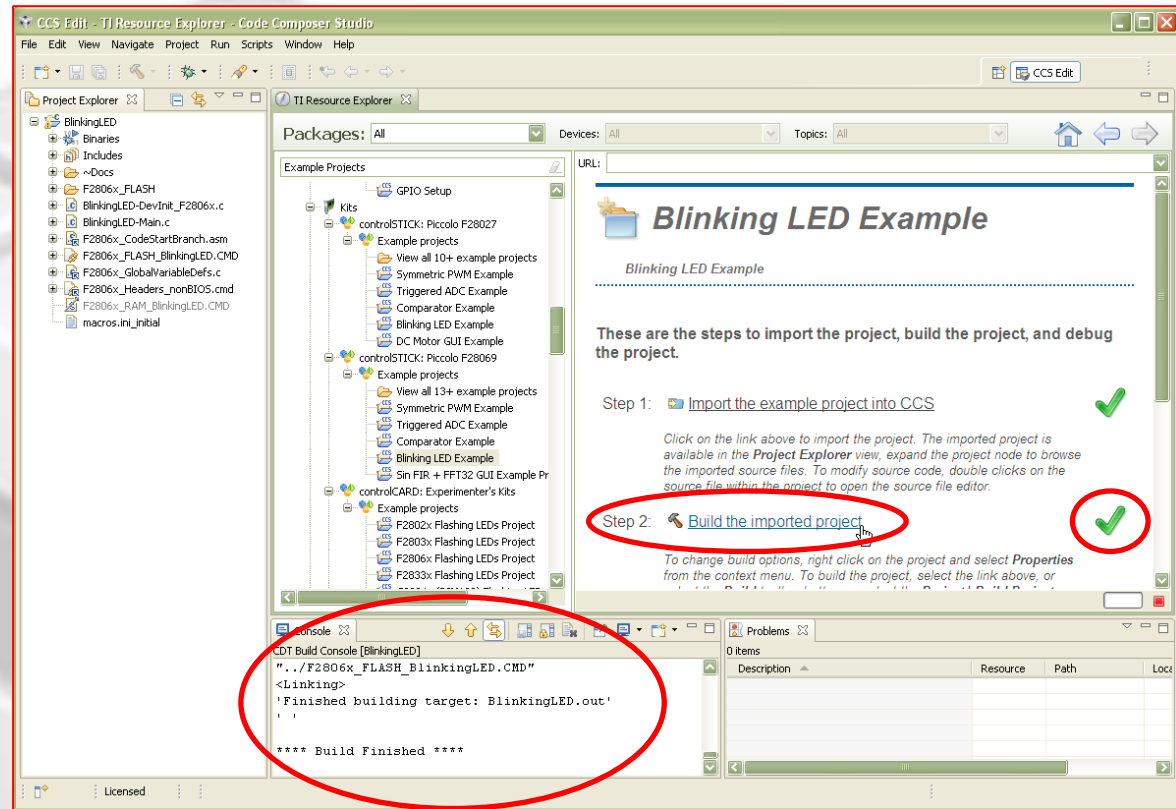 CCS Edit - TI Resource Explorer - Code Composer Studio
File Edit View Navigate Project Run Scripts Window Help
CCS Edit
Project Explorer
BlinkingLED
Binaries
Includes
~Docs
F2806x_FLASH
BlinkingLED-DevInit_F2806x.c
BlinkingLED-Main.c
F2806x_CodeStartBranch.asm
F2806x_FLASH_BlinkingLED.CMD
F2806x_GlobalVariableDefs.c
F2806x_Headers_nonBIOS.cmd
F2806x_RAM_BlinkingLED.CMD
macros.ini_initial
TI Resource Explorer
Packages: All Devices: All Topics: All
Example Projects
GPIO Setup
Kits
controlSTICK: Piccolo F28027
Example projects
View all 10+ example projects
Symmetric PWM Example
Triggered ADC Example
Comparator Example
Blinking LED Example
DC Motor GUI Example
controlSTICK: Piccolo F28069
Example projects
View all 13+ example projects
Symmetric PWM Example
Triggered ADC Example
Comparator Example
Blinking LED Example
Sin FIR + FFT32 GUI Example Pr
controlCARD: Experimenter's Kits
Example projects
F2802x Flashing LEDs Project
F2803x Flashing LEDs Project
F2806x Flashing LEDs Project
F2833x Flashing LEDs Project
URL:
Blinking LED Example
Blinking LED Example
These are the steps to import the project, build the project, and debug
the project.
Step 1: Import the example project into CCS
Click on the link above to import the project. The imported project is
available in the Project Explorer view, expand the project node to browse
the imported source files. To modify source code, double clicks on the
source file within the project to open the source file editor.
Step 2: Build the imported project
To change build options, right click on the project and select Properties
from the context menu. To build the project, select the link above, or
Console
CDT Build Console [BlinkingLED]
"../F2806x_FLASH_BlinkingLED.CMD"
<Linking>
'Finished building target: BlinkingLED.out'
' '
**** Build Finished ****
Problems
0 items
Description Resource Path Loca
Licensed